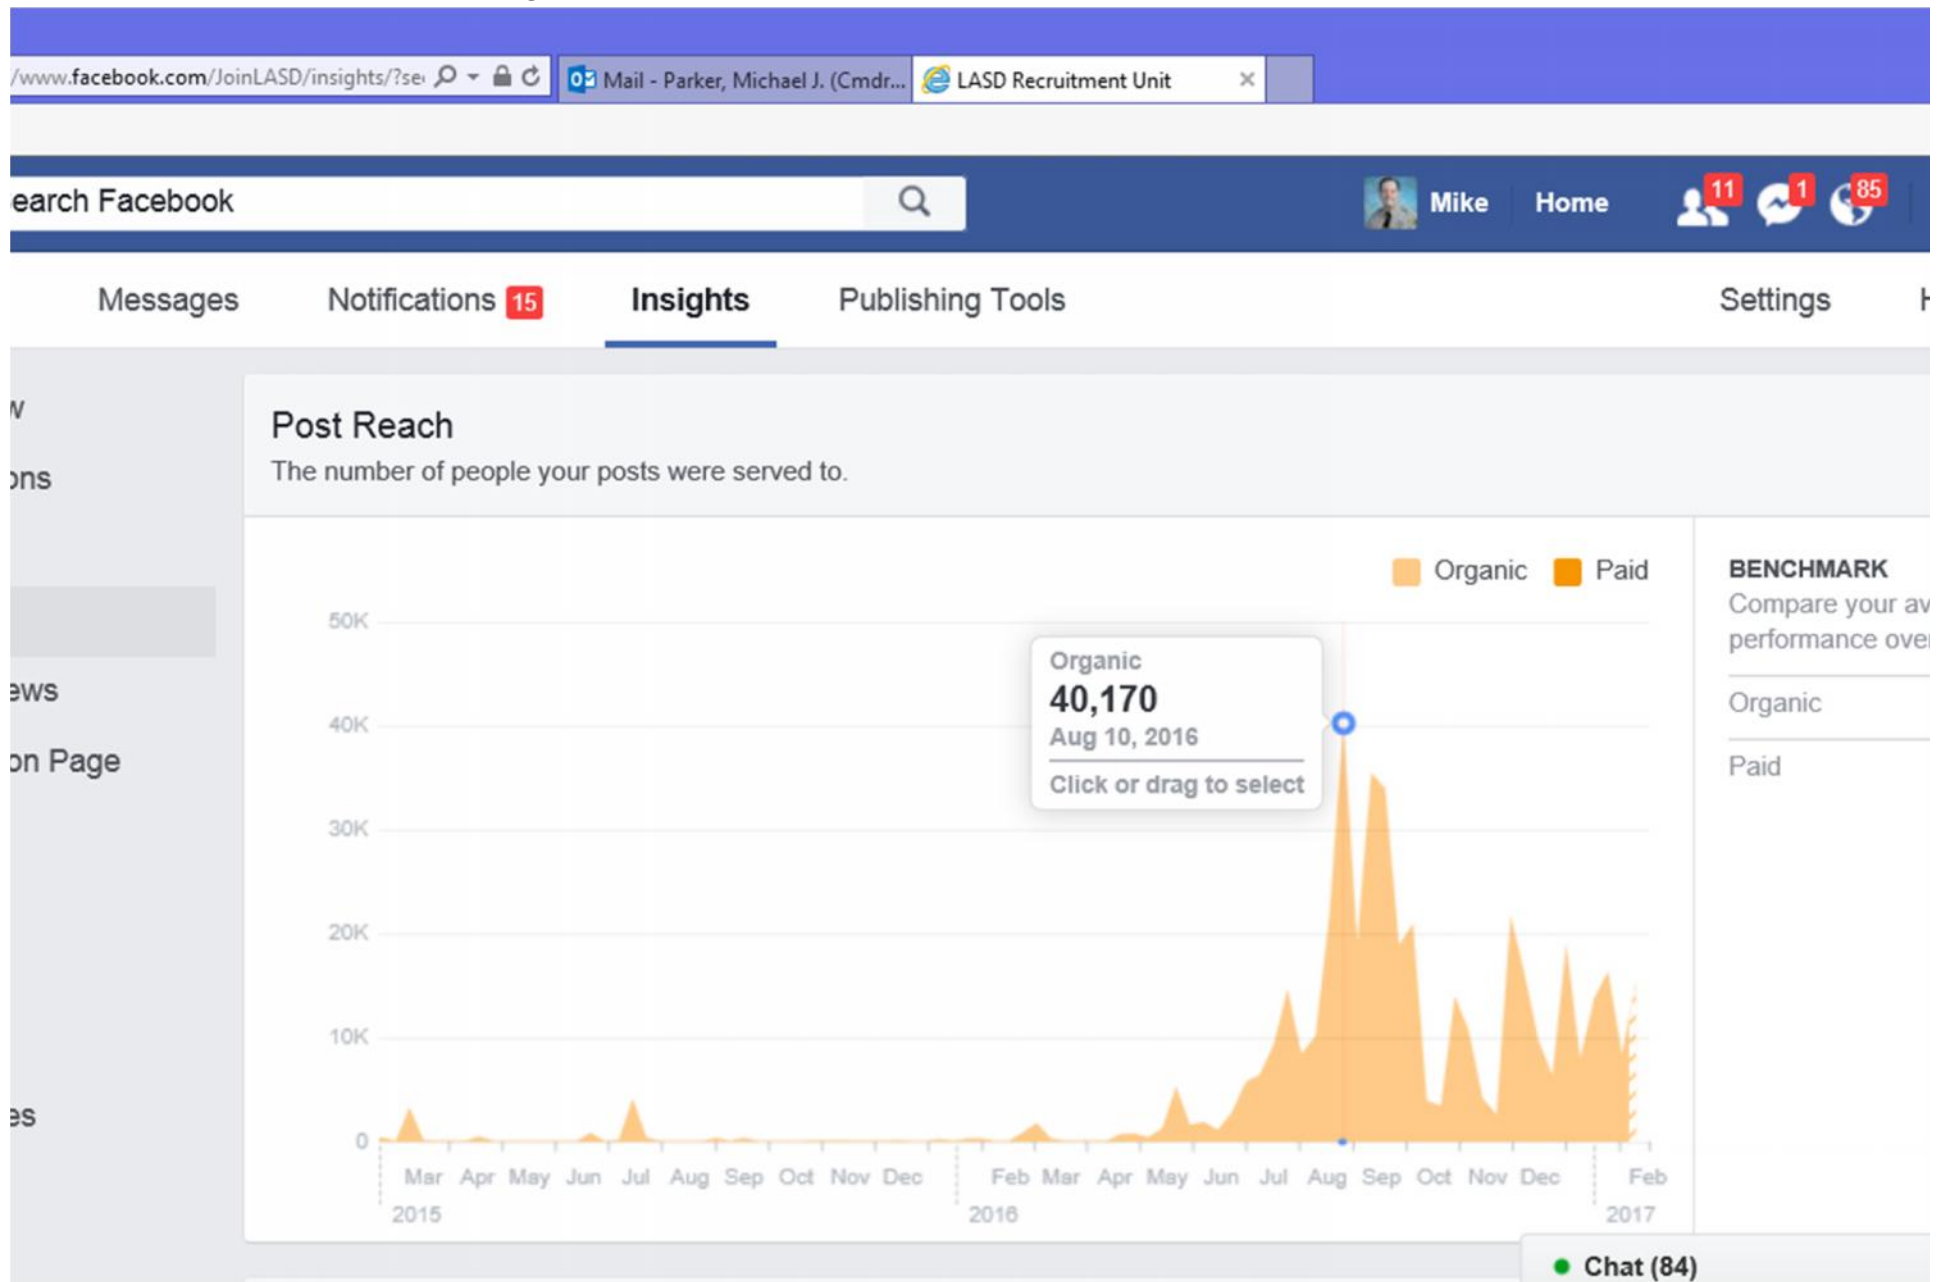 /www.facebook.com/JoinLASD/insights/?se
Mail - Parker, Michael J. (Cmdr...
LASD Recruitment Unit
earch Facebook
Mike
Home
11
1
85
Messages
Notifications 15
Insights
Publishing Tools
Settings
w
ons
ews
on Page
es
Post Reach
The number of people your posts were served to.
Organic
Paid
50K
40K
30K
20K
10K
0
Organic
40,170
Aug 10, 2016
Click or drag to select
Mar Apr May Jun Jul Aug Sep Oct Nov Dec Feb Mar Apr May Jun Jul Aug Sep Oct Nov Dec Feb
2015 2016 2017
BENCHMARK
Compare your av
performance ove
Organic
Paid
Chat (84)